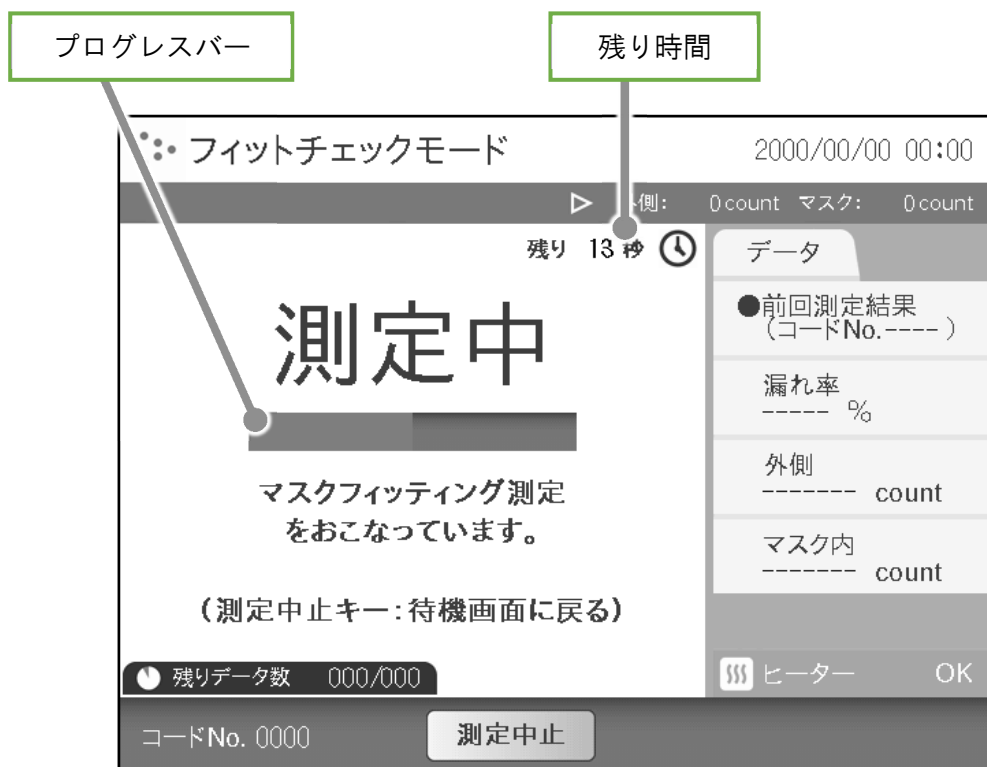 プログレスバー
残り時間
フィットチェックモード
2000/00/00 00:00
側: 0count マスク: 0count
残り 13 秒
データ
測定中
●前回測定結果
(コードNo.----)
漏れ率
----- %
外側
------- count
マスクフィッティング測定
をおこなっています。
マスク内
------- count
(測定中止キー:待機画面に戻る)
残りデータ数 000/000
ヒーター OK
コードNo. 0000
測定中止